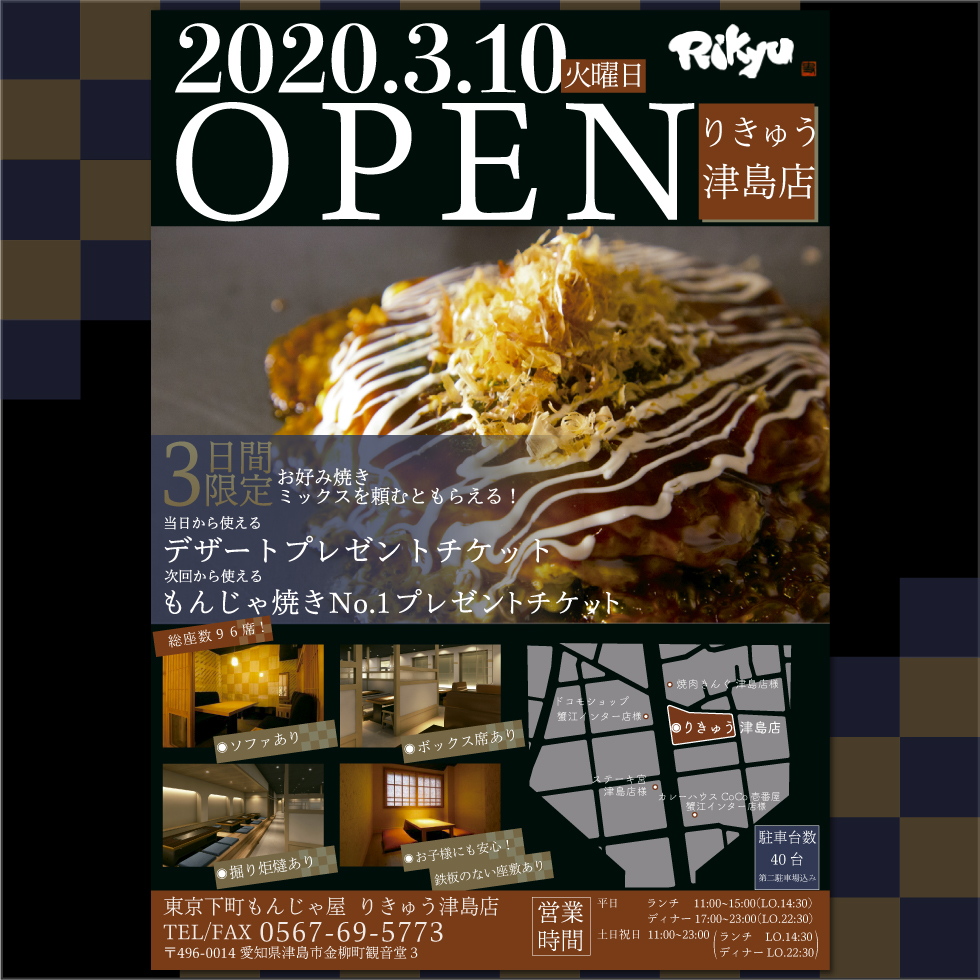 2020.3.10 火曜日
Rikyu
OPEN
りきゅう
津島店
3日間限定
お好み焼き
ミックスを頼むともらえる！
当日から使える
デザートプレゼントチケット
次回から使える
もんじゃ焼きNo.1プレゼントチケット
総座数９６席！
◉ソファあり
◉ボックス席あり
◉掘り炬燵あり
◉お子様にも安心！
鉄板のない座敷あり
焼肉きんぐ 津島店様
ドコモショップ
蟹江インター店様
◉りきゅう 津島店
ステーキ宮
津島店様
カレーハウス CoCo 壱番屋
蟹江インター店様
駐車台数
40 台
第二駐車場込み
東京下町もんじゃ屋 りきゅう津島店
TEL/FAX 0567-69-5773
〒496-0014 愛知県津島市金柳町観音堂 3
営業
時間
平日 ランチ 11:00~15:00(LO.14:30)
ディナー 17:00~23:00(LO.22:30)
土日祝日 11:00~23:00
(ランチ LO.14:30
ディナー LO.22:30)